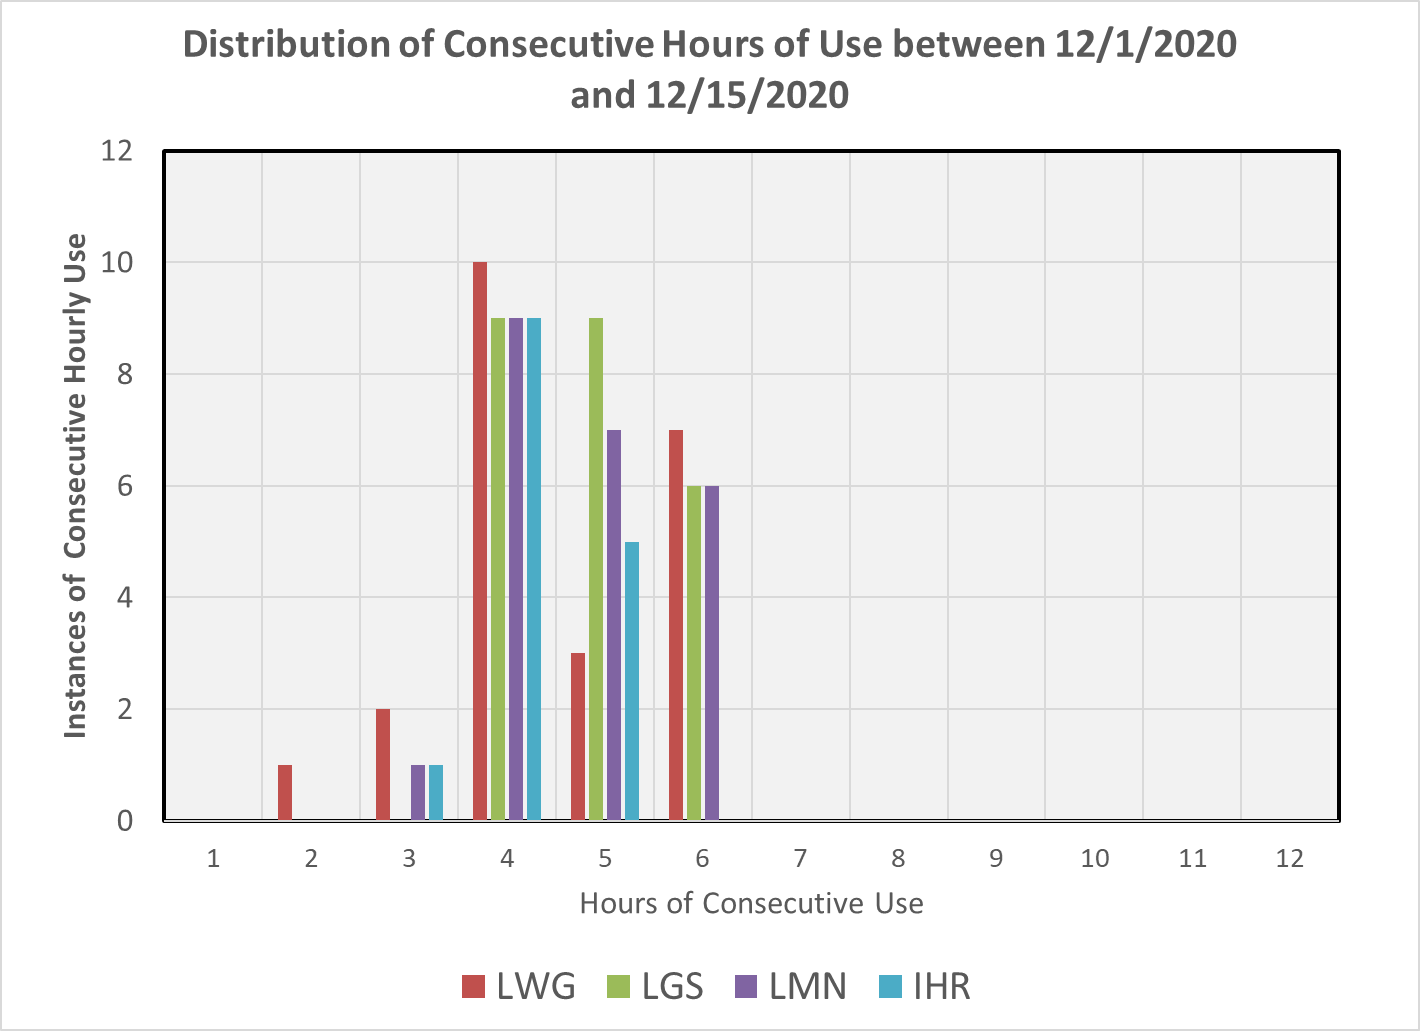 Distribution of Consecutive Hours of Use between 12/1/2020
and 12/15/2020
Instances of  Consecutive Hourly Use
12
10
8
6
4
2
0
1 2 3 4 5 6 7 8 9 10 11 12
Hours of Consecutive Use
LWG LGS LMN IHR